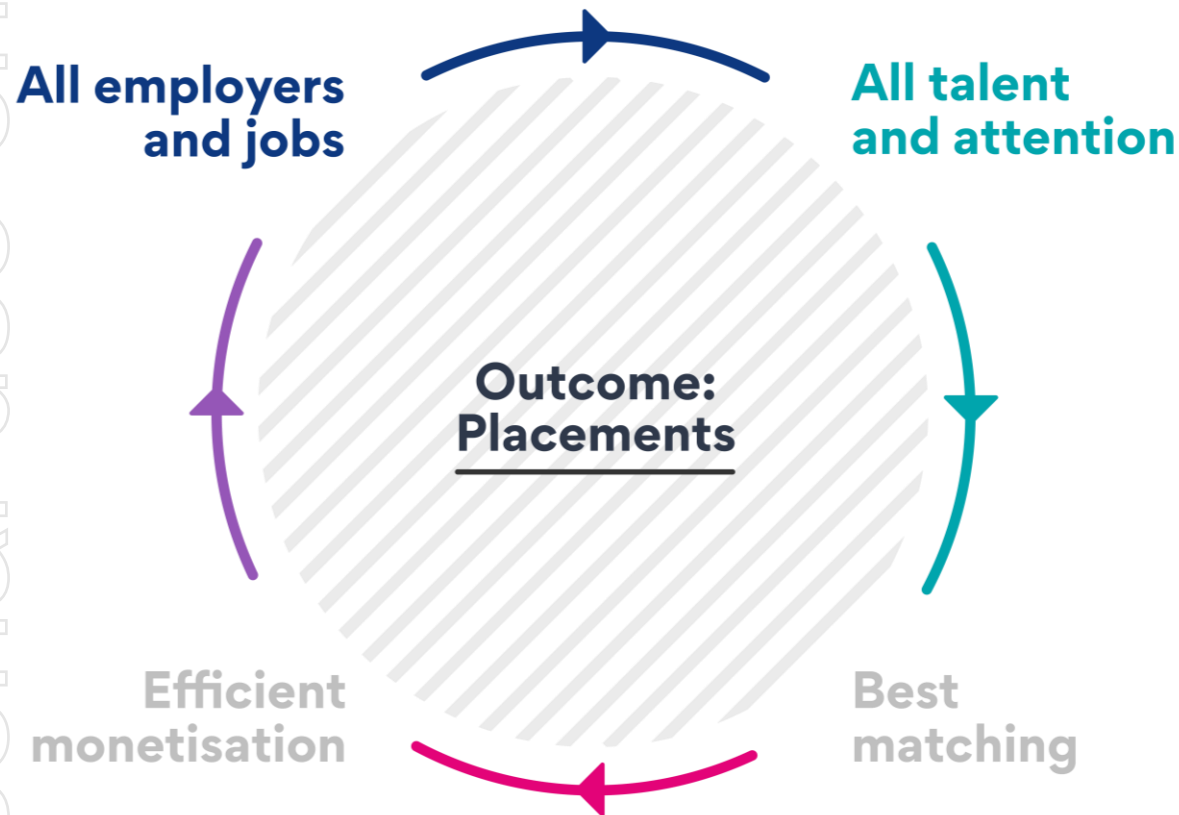 All employers
and jobs
All talent
and attention
Outcome:
Placements
Efficient
monetisation
Best
matching